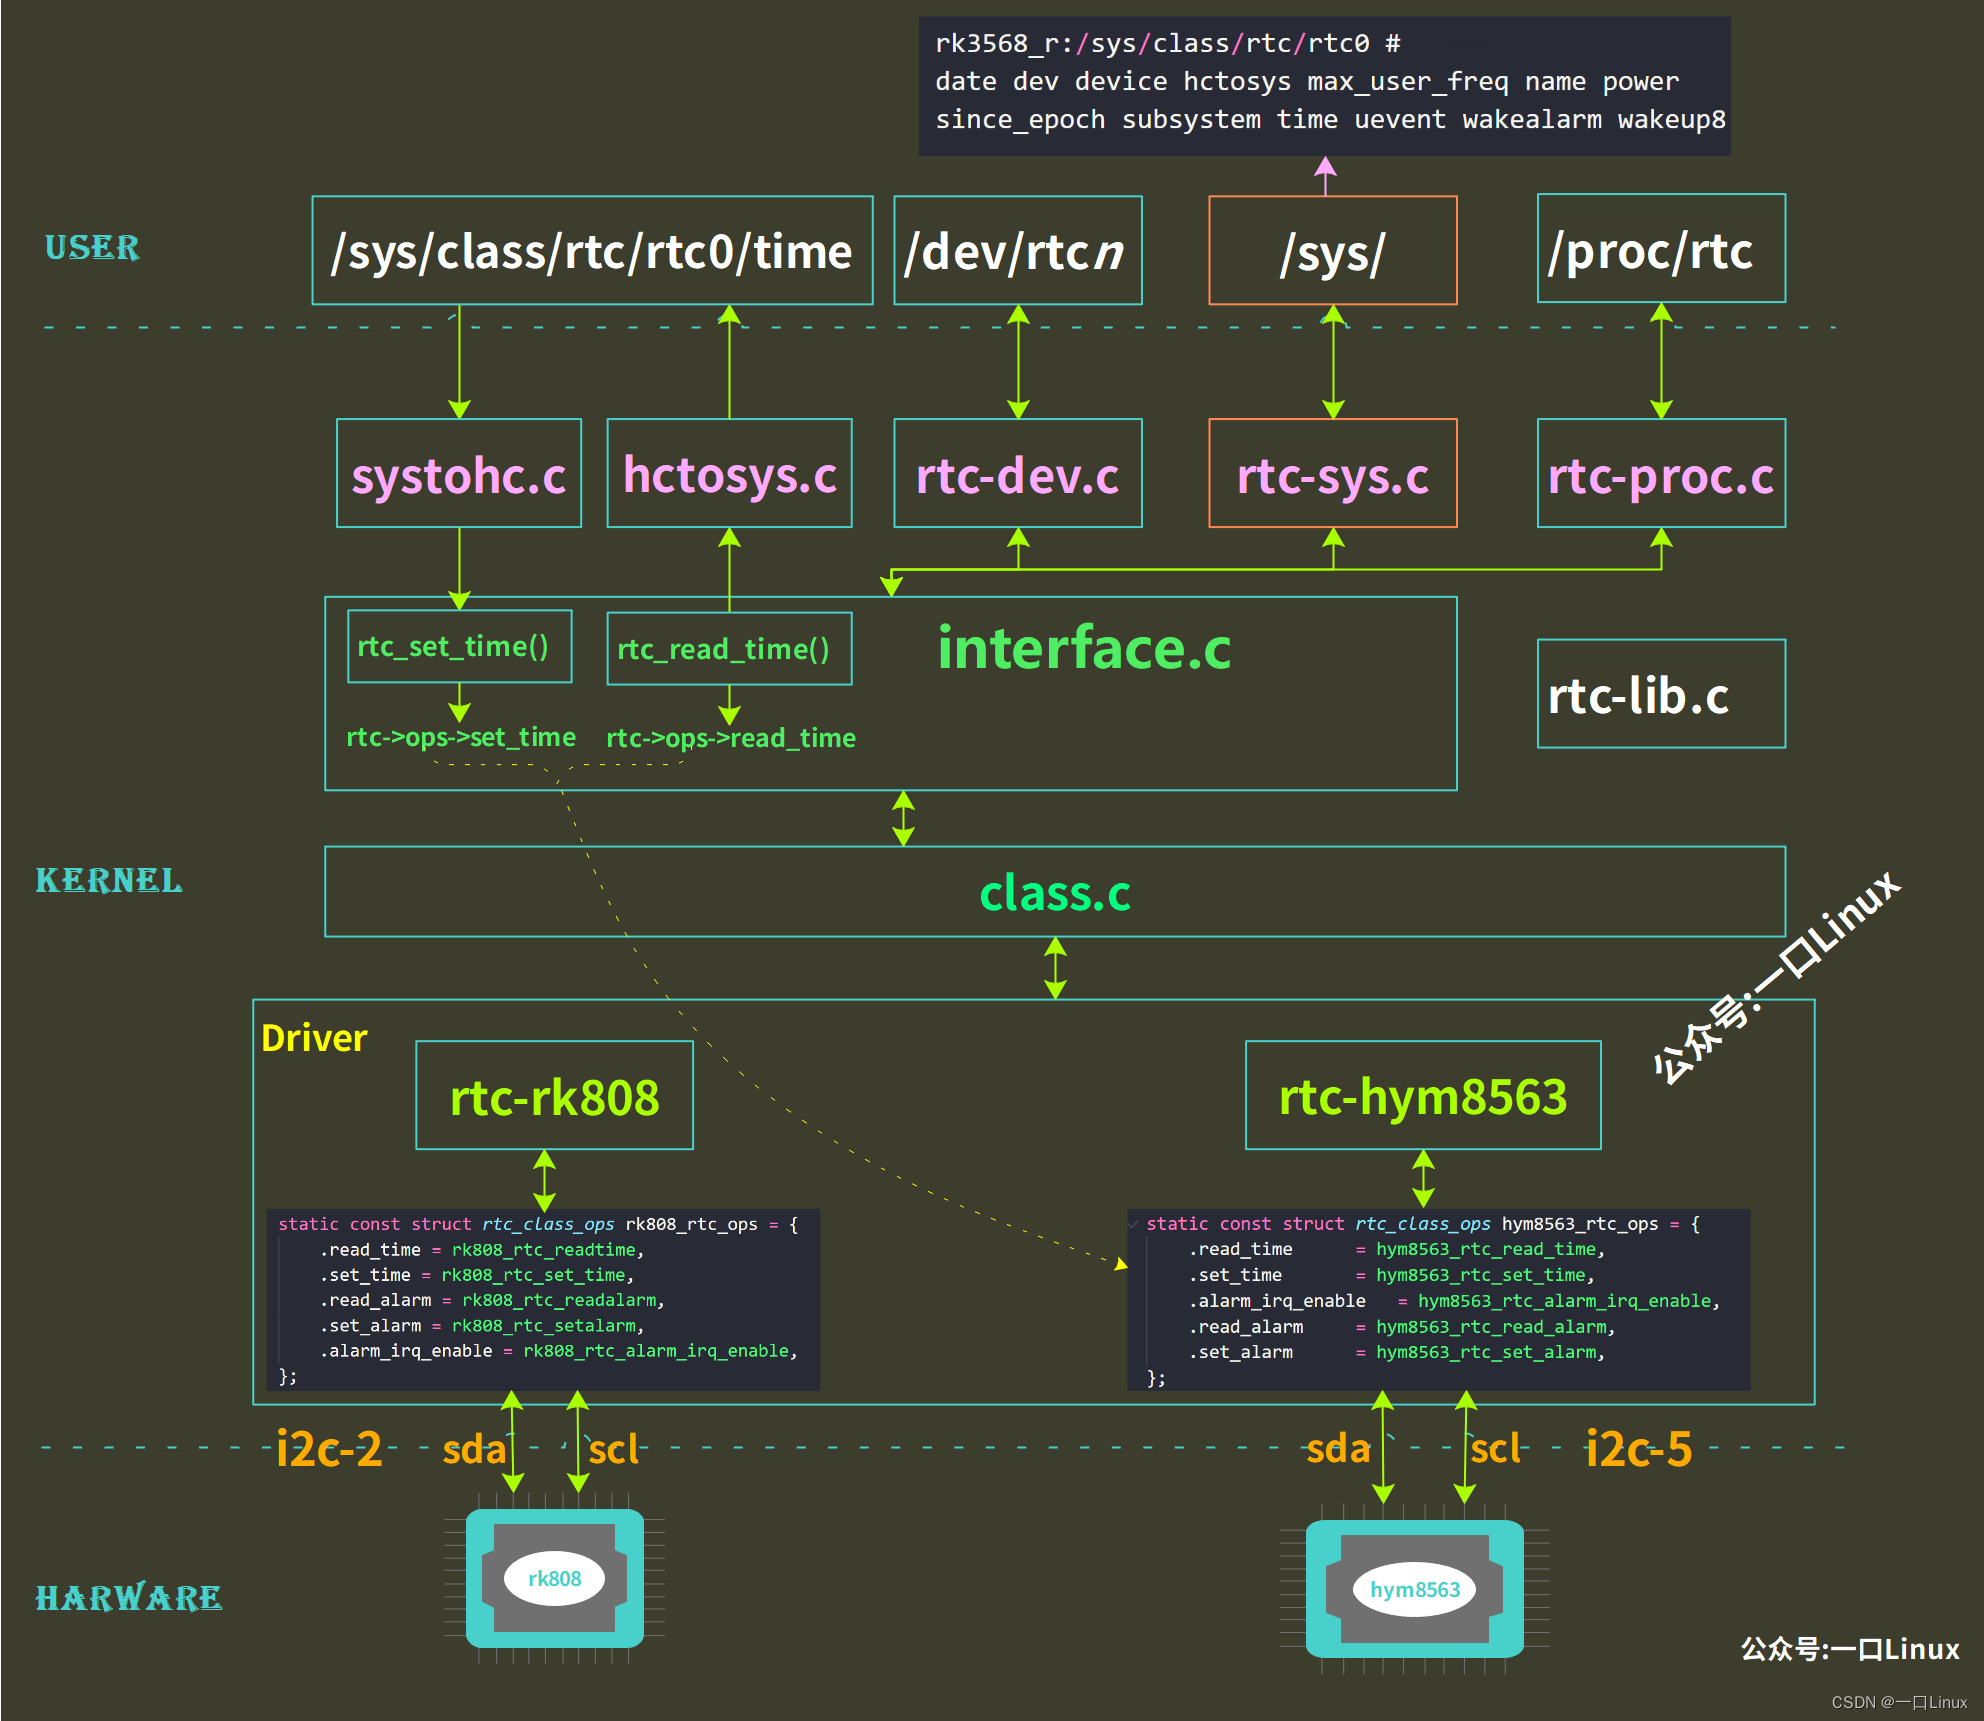 rk3568_r:/sys/class/rtc/rtc0 #
date dev device hctosys max_user_freq name power
since_epoch subsystem time uevent wakealarm wakeup8
USER
/sys/class/rtc/rtc0/time
/dev/rtcn
/sys/
/proc/rtc
systohc.c
hctosys.c
rtc-dev.c
rtc-sys.c
rtc-proc.c
rtc_set_time()
rtc_read_time()
interface.c
rtc->ops->set_time
rtc->ops->read_time
rtc-lib.c
KERNEL
class.c
公众号:一口Linux
Driver
rtc-rk808
rtc-hym8563
static const struct rtc_class_ops rk808_rtc_ops = {
.read_time = rk808_rtc_readtime,
.set_time = rk808_rtc_set_time,
.read_alarm = rk808_rtc_readalarm,
.set_alarm = rk808_rtc_setalarm,
.alarm_irq_enable = rk808_rtc_alarm_irq_enable,
};
static const struct rtc_class_ops hym8563_rtc_ops = {
.read_time = hym8563_rtc_read_time,
.set_time = hym8563_rtc_set_time,
.alarm_irq_enable = hym8563_rtc_alarm_irq_enable,
.read_alarm = hym8563_rtc_read_alarm,
.set_alarm = hym8563_rtc_set_alarm,
};
i2c-2
sda
scl
sda
scl
i2c-5
HARWARE
rk808
hym8563
公众号:一口Linux
CSDN @一口Linux